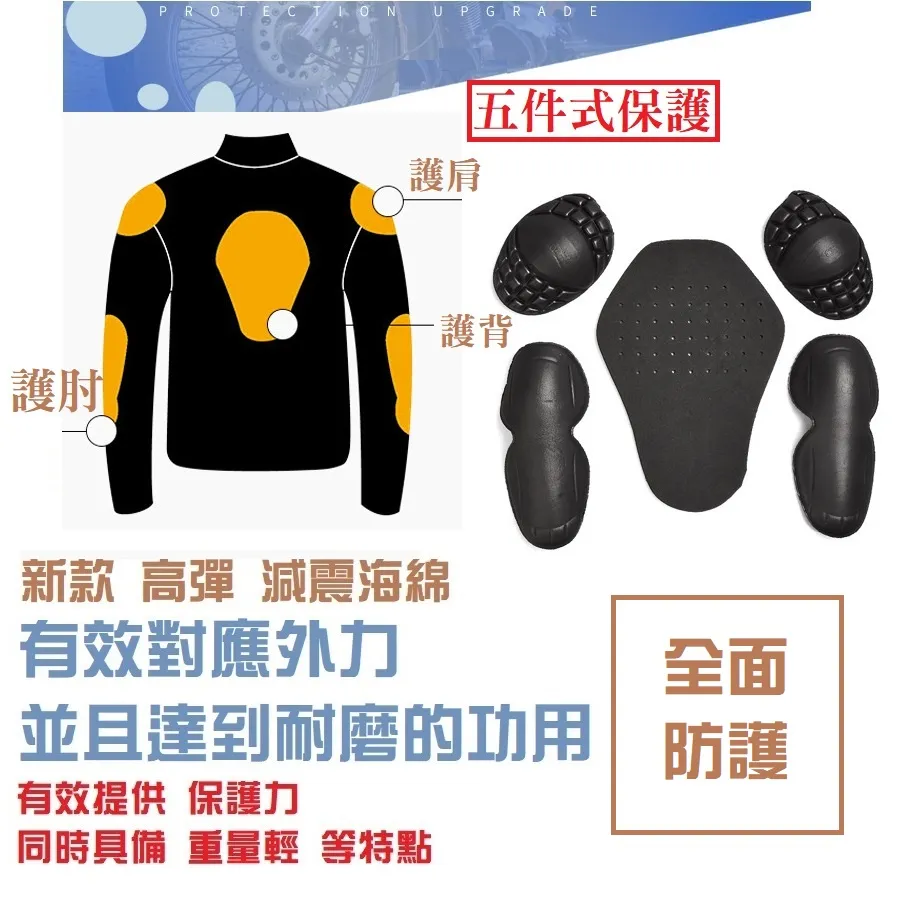 PROTECTION UPGRADE
五件式保護
護肩
護背
護肘
新款 高彈 減震海綿
有效對應外力
並且達到耐磨的功用
有效提供 保護力
同時具備 重量輕 等特點
全面
防護